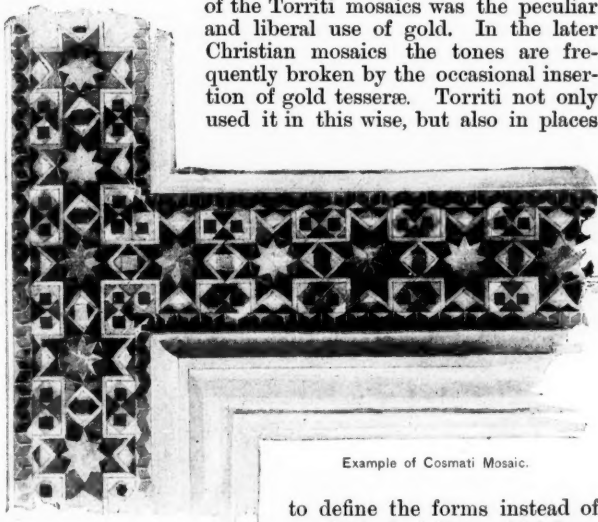 of the Torriti mosaics was the peculiar
and liberal use of gold. In the later
Christian mosaics the tones are fre-
quently broken by the occasional inser-
tion of gold tesseræ. Torriti not only
used it in this wise, but also in places
Example of Cosmati Mosaic.
to define the forms instead of